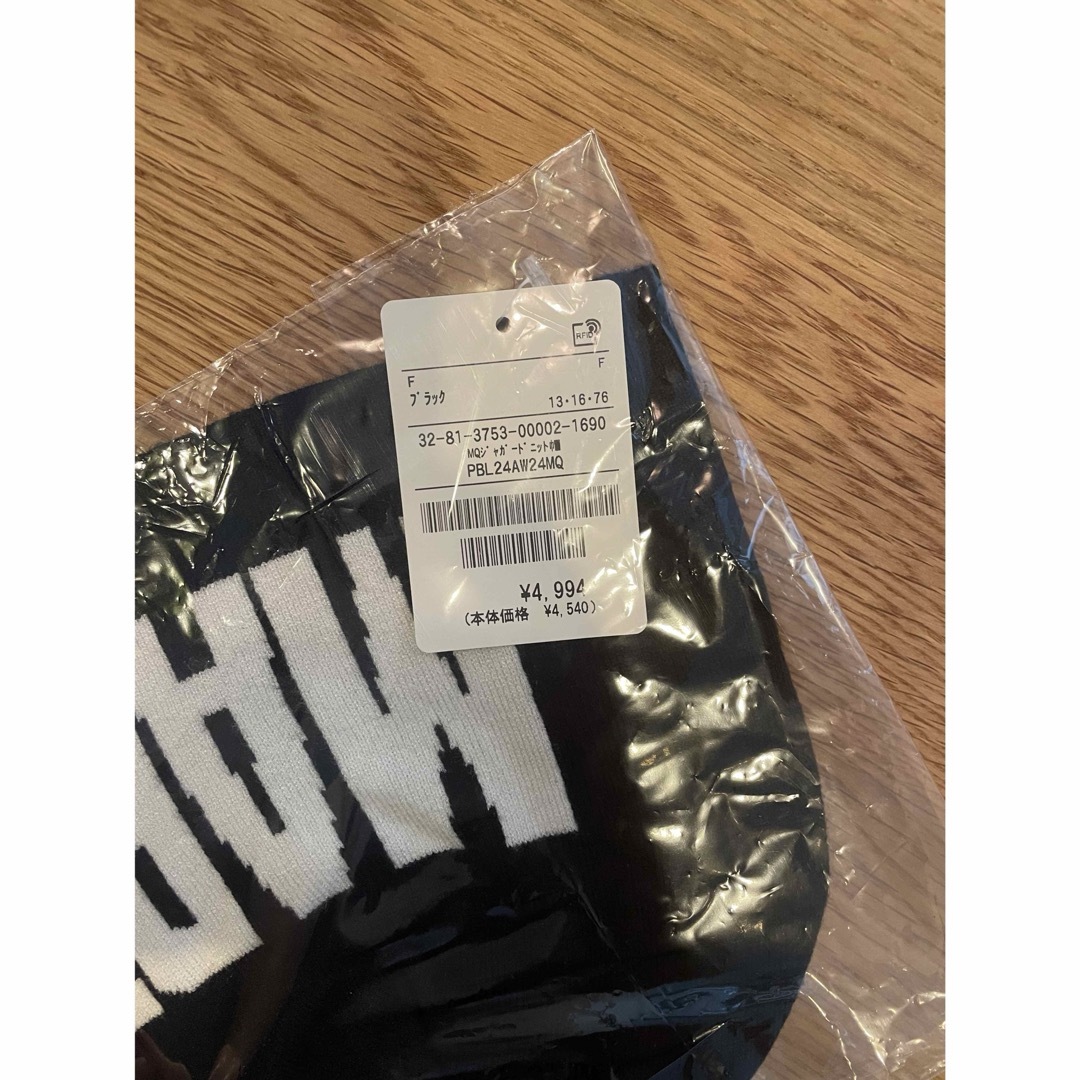 RFID
F
F
ﾌﾞﾗｯｸ 13・16・76
32-81-3753-00002-1690
MQｼﾞｬｶﾞｰﾄﾞﾆｯﾄ巾
PBL24AW24MQ
¥4,994
(本体価格 ¥4,540)